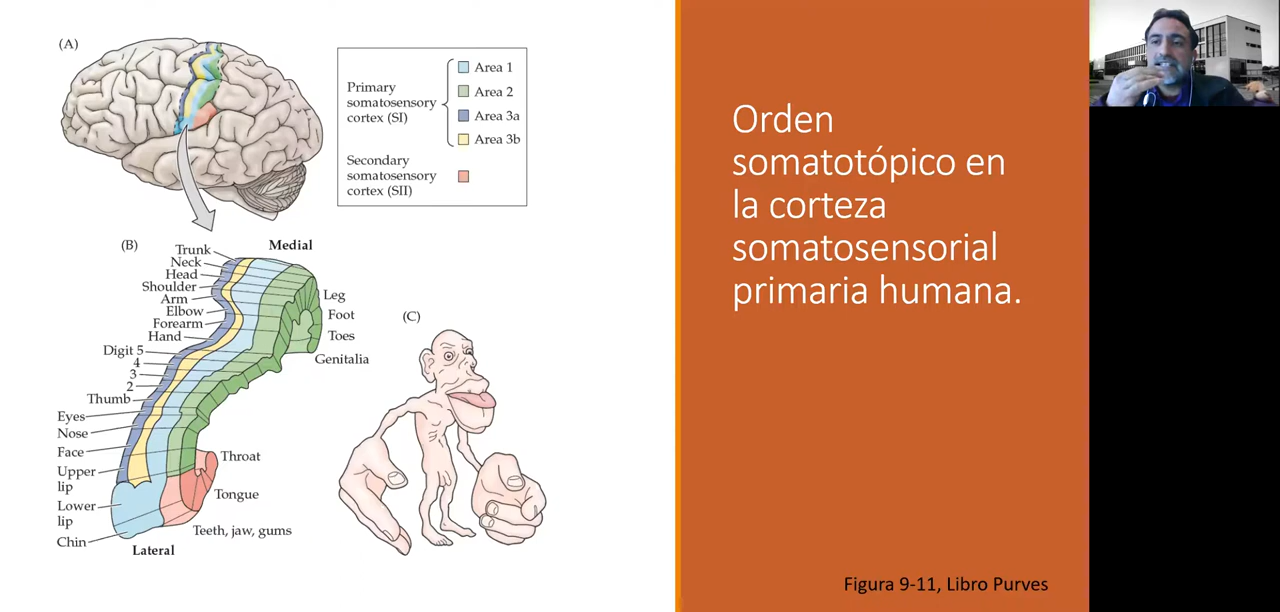 (A)
Primary
somatosensory
cortex (SI)
Area 1
Area 2
Area 3a
Area 3b
Secondary
somatosensory
cortex (SII)
(B)
Medial
Trunk
Neck
Head
Shoulder
Arm
Elbow
Forearm
Hand
Digit 5
4
3
2
Thumb
Eyes
Nose
Face
Upper
lip
Lower
lip
Chin
Lateral
Leg
Foot
Toes
Genitalia
Throat
Tongue
Teeth, jaw, gums
(C)
Orden
somatotópico en
la corteza
somatosensorial
primaria humana.
Figura 9-11, Libro Purves